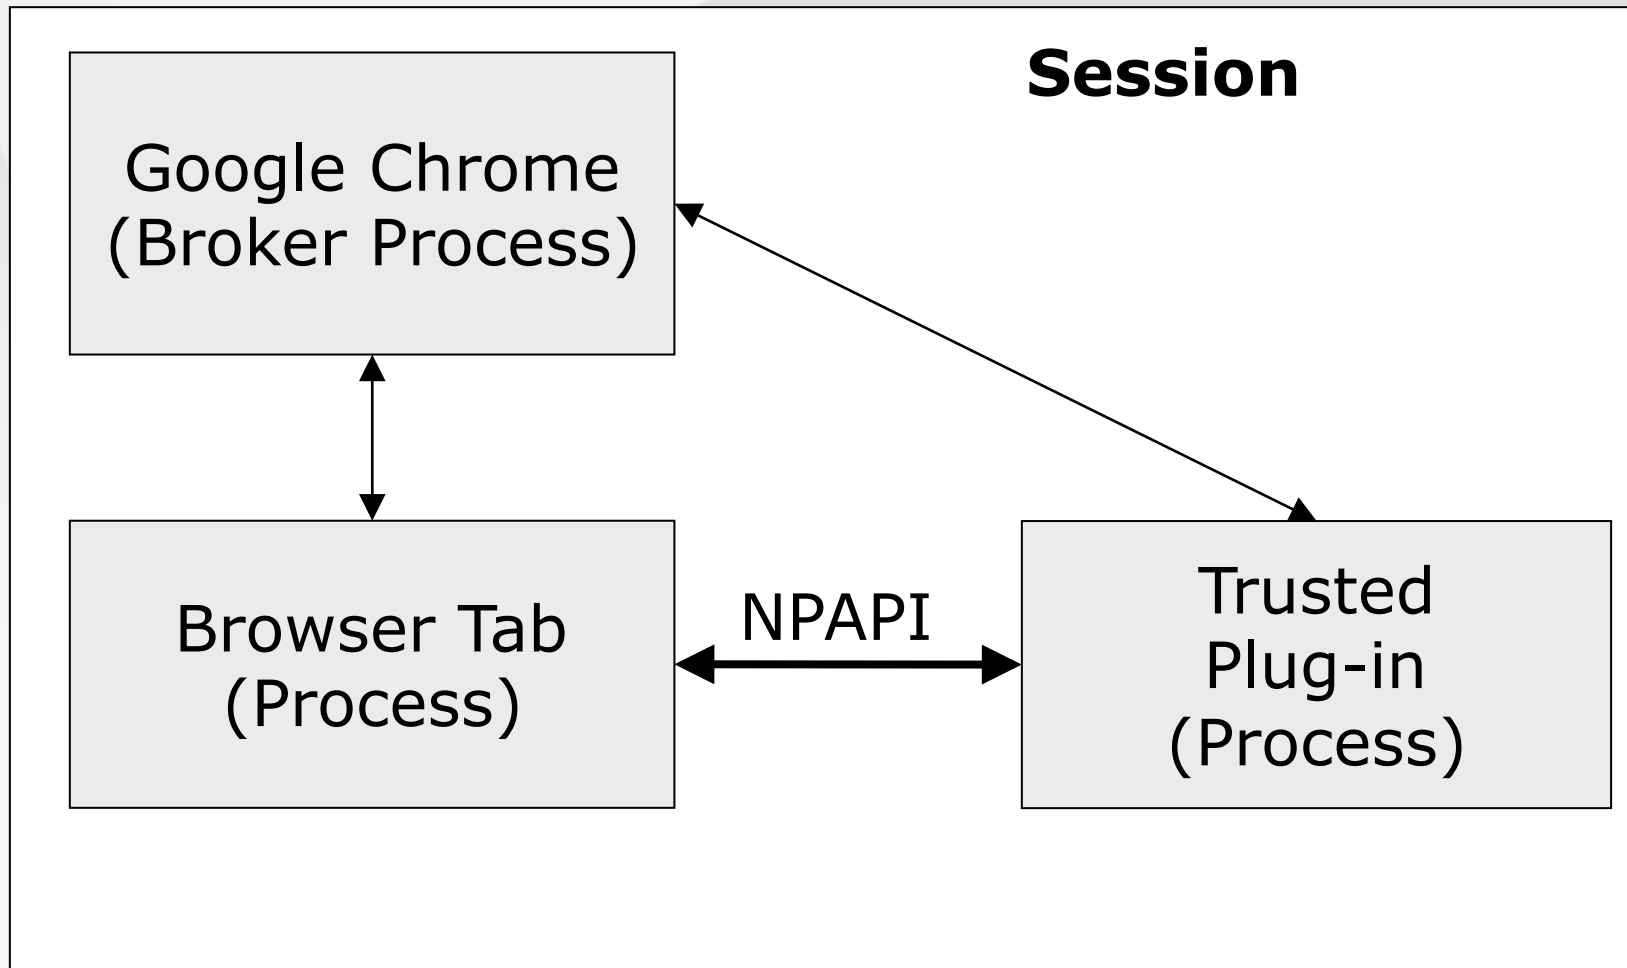 Session
Google Chrome
(Broker Process)
Browser Tab
(Process)
NPAPI
Trusted
Plug-in
(Process)